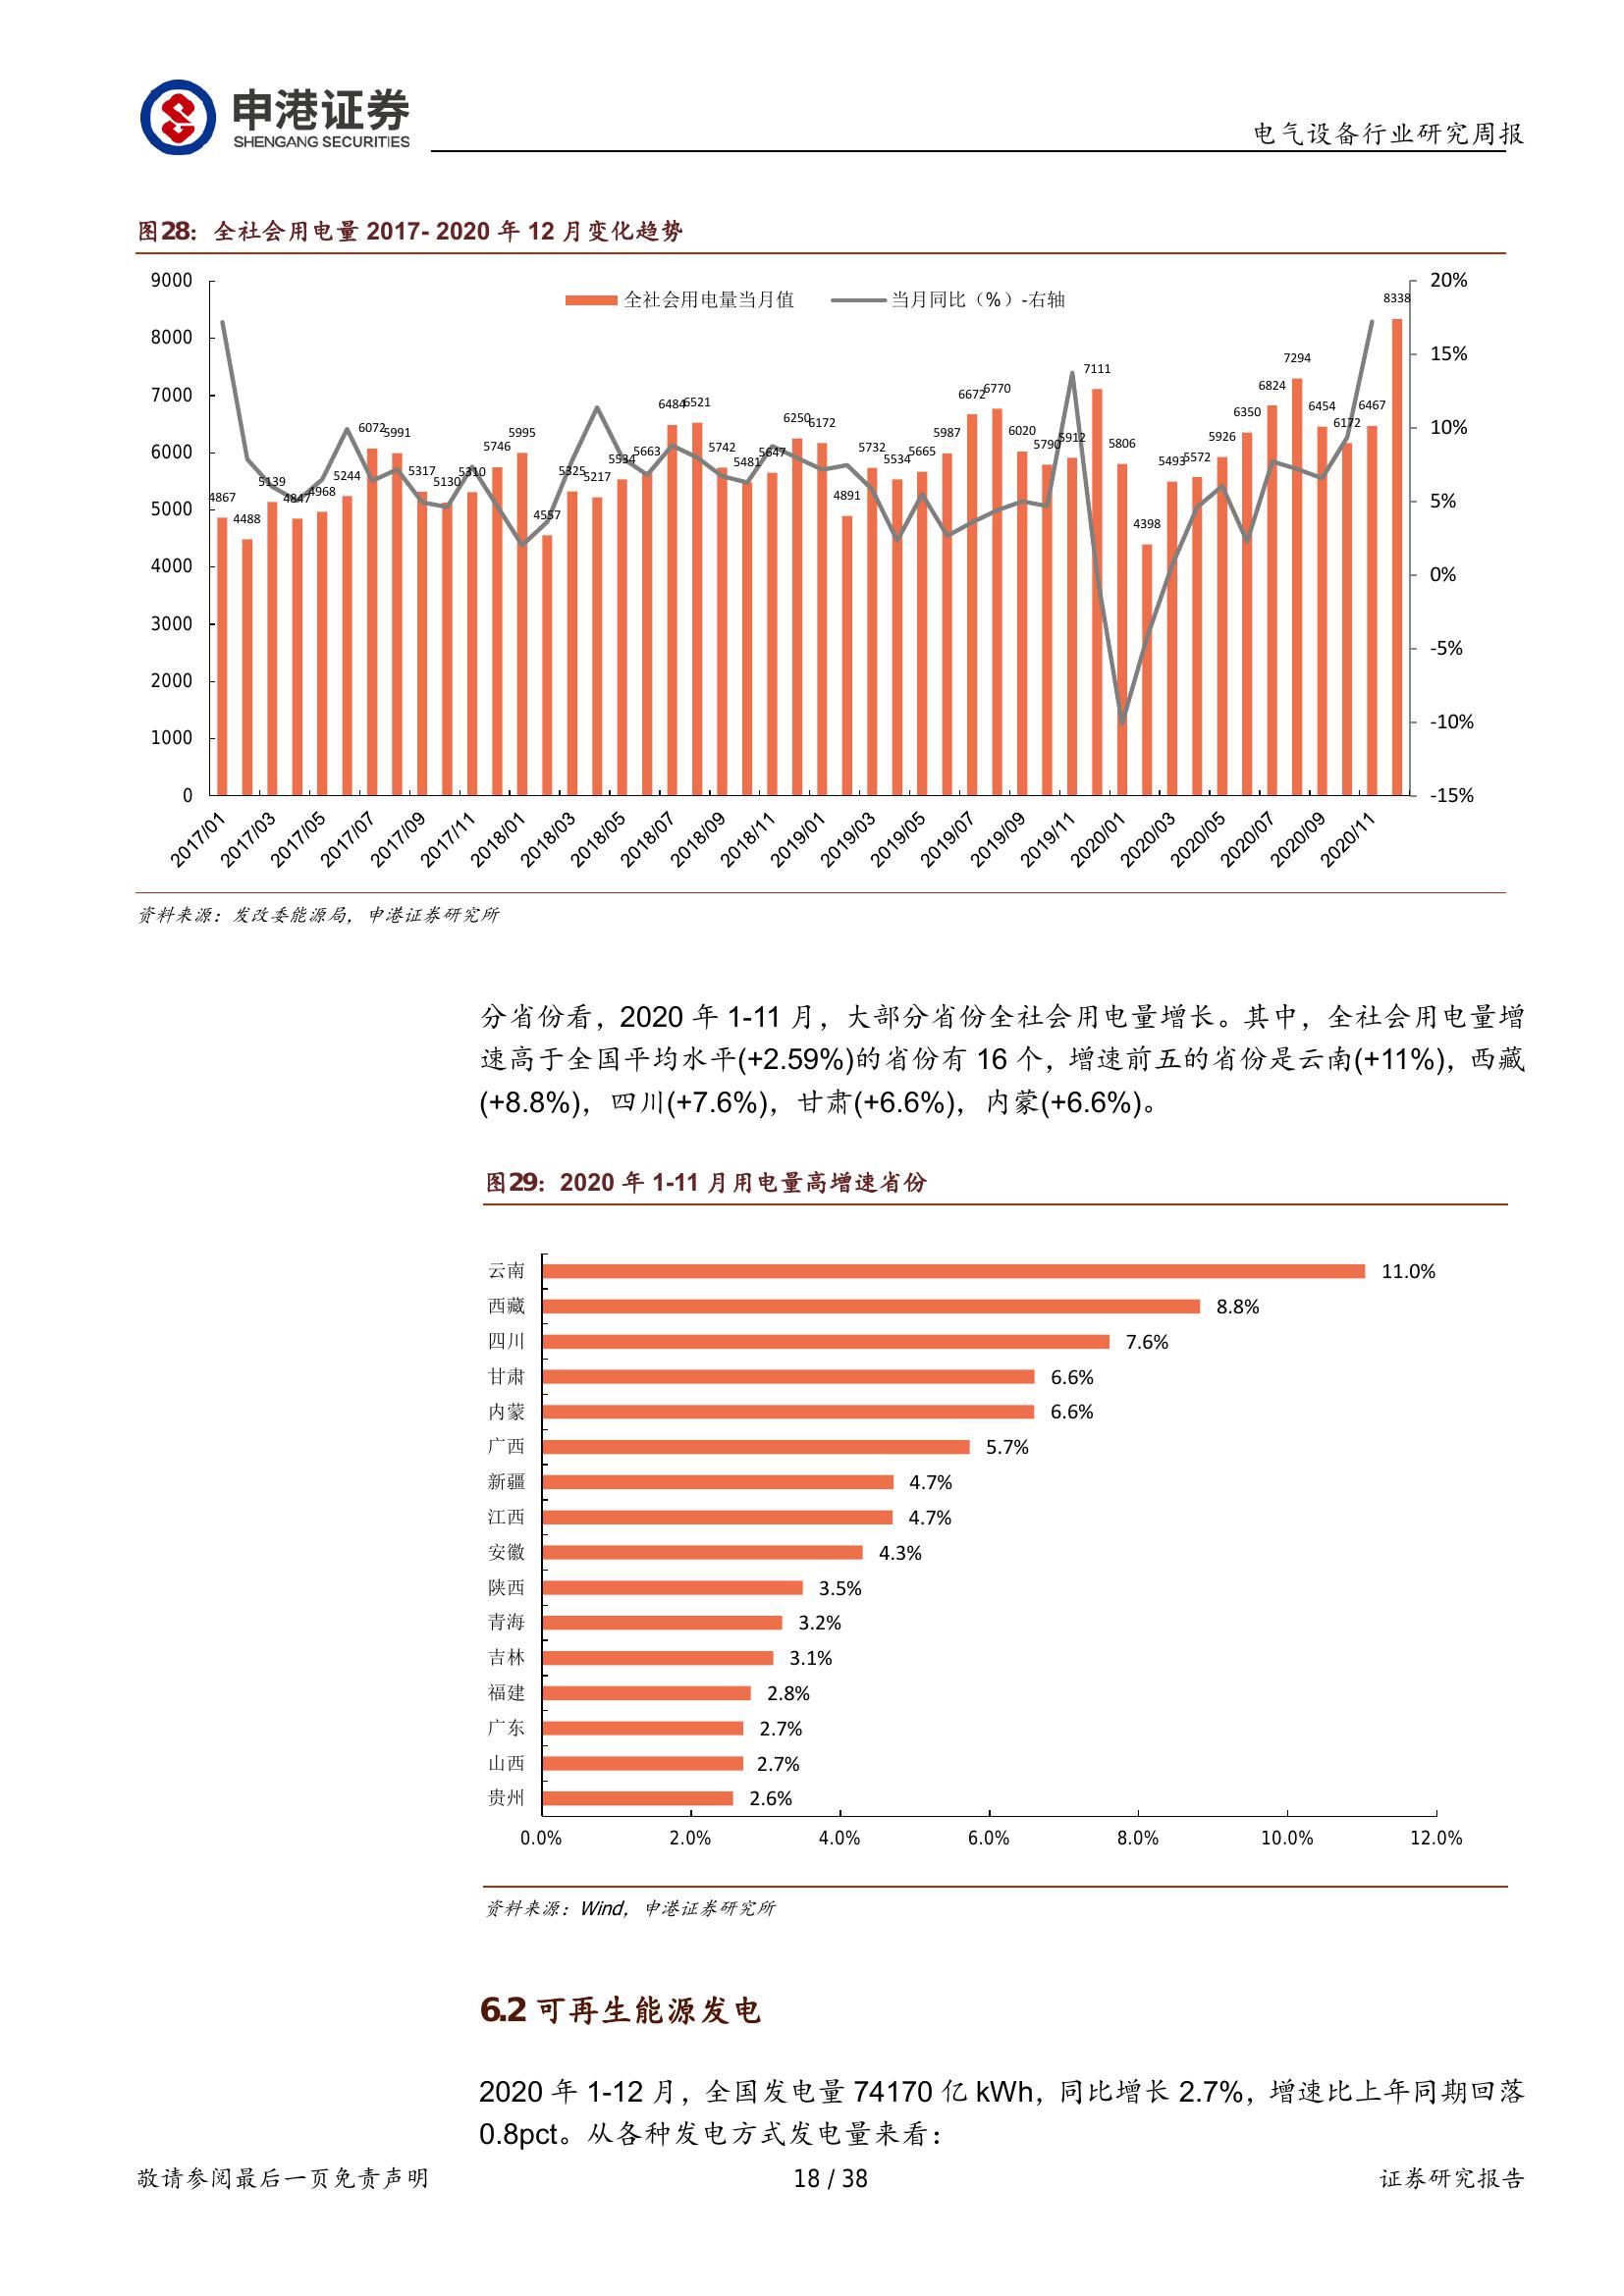 申港证券
SHENGANG SECURITIES
电气设备行业研究周报
图28：全社会用电量 2017- 2020 年 12 月变化趋势
全社会用电量当月值
当月同比（%）-右轴
9000
8000
7000
6000
5000
4000
3000
2000
1000
0
20%
15%
10%
5%
0%
-5%
-10%
-15%
4867
4488
5139
4847
4968
5244
6072
5991
5317
5130
5310
5746
5995
4557
5325
5217
5534
5663
6484
6521
5742
5481
5647
6250
6172
4891
5732
5534
5665
5987
6672
6770
6020
5790
5912
7111
5806
4398
5493
5572
5926
6350
6824
7294
6454
6172
6467
8338
2017/01
2017/03
2017/05
2017/07
2017/09
2017/11
2018/01
2018/03
2018/05
2018/07
2018/09
2018/11
2019/01
2019/03
2019/05
2019/07
2019/09
2019/11
2020/01
2020/03
2020/05
2020/07
2020/09
2020/11
资料来源：发改委能源局，申港证券研究所
分省份看，2020 年 1-11 月，大部分省份全社会用电量增长。其中，全社会用电量增
速高于全国平均水平(+2.59%)的省份有 16 个，增速前五的省份是云南(+11%)，西藏
(+8.8%)，四川(+7.6%)，甘肃(+6.6%)，内蒙(+6.6%)。
图29：2020 年 1-11 月用电量高增速省份
云南 11.0%
西藏 8.8%
四川 7.6%
甘肃 6.6%
内蒙 6.6%
广西 5.7%
新疆 4.7%
江西 4.7%
安徽 4.3%
陕西 3.5%
青海 3.2%
吉林 3.1%
福建 2.8%
广东 2.7%
山西 2.7%
贵州 2.6%
0.0% 2.0% 4.0% 6.0% 8.0% 10.0% 12.0%
资料来源：Wind，申港证券研究所
6.2 可再生能源发电
2020 年 1-12 月，全国发电量 74170 亿 kWh，同比增长 2.7%，增速比上年同期回落
0.8pct。从各种发电方式发电量来看：
敬请参阅最后一页免责声明 18 / 38 证券研究报告